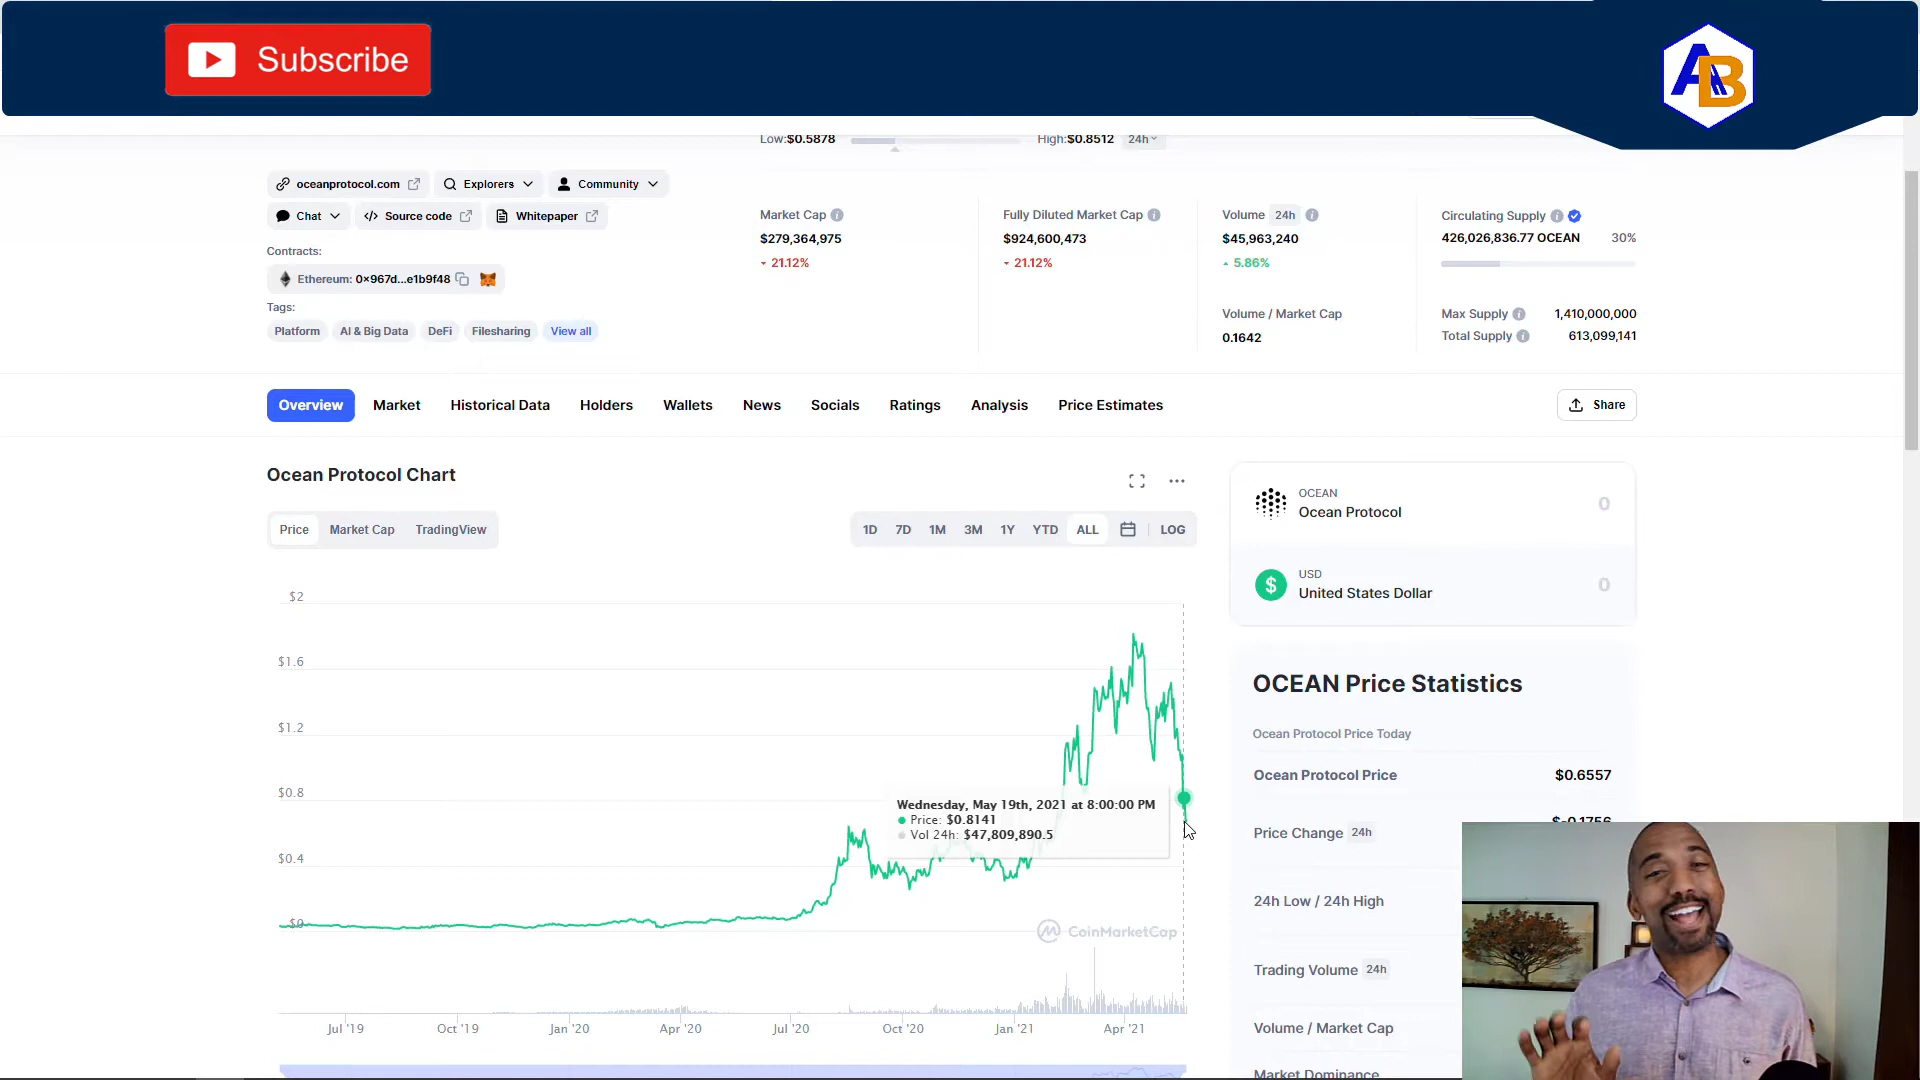 Subscribe
AB
Low:$0.5878
High:$0.8512
24h
oceanprotocol.com
Explorers
Community
Chat
Source code
Whitepaper
Contracts:
Ethereum: 0×967d...e1b9f48
Tags:
Platform
AI & Big Data
DeFi
Filesharing
View all
Market Cap
$279,364,975
21.12%
Fully Diluted Market Cap
$924,600,473
21.12%
Volume 24h
$45,963,240
5.86%
Volume / Market Cap
0.1642
Circulating Supply
426,026,836.77 OCEAN 30%
Max Supply 1,410,000,000
Total Supply 613,099,141
Overview Market Historical Data Holders Wallets News Socials Ratings Analysis Price Estimates
Share
Ocean Protocol Chart
Price Market Cap TradingView
1D 7D 1M 3M 1Y YTD ALL LOG
$2
$1.6
$1.2
$0.8
$0.4
$0
Wednesday, May 19th, 2021 at 8:00:00 PM
Price: $0.8141
Vol 24h: $47,809,890.5
CoinMarketCap
Jul '19 Oct '19 Jan '20 Apr '20 Jul '20 Oct '20 Jan '21 Apr '21
OCEAN
Ocean Protocol
0
USD
United States Dollar
0
OCEAN Price Statistics
Ocean Protocol Price Today
Ocean Protocol Price $0.6557
Price Change 24h
$-0.1756
24h Low / 24h High
Trading Volume 24h
Volume / Market Cap
Market Dominance